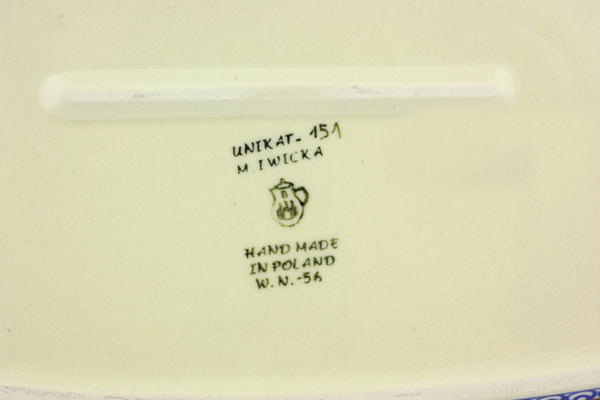 UNIKAT- 151
M. IWICKA
B
HAND MADE
IN POLAND
W.N.-56